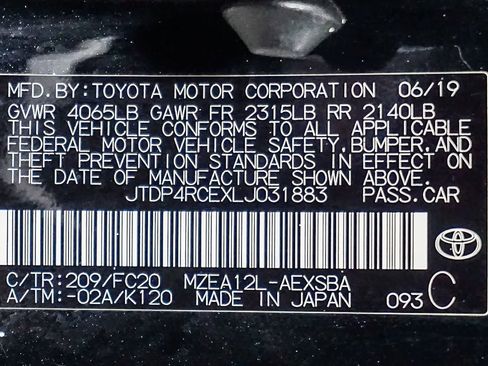 MFD.BY:TOYOTA MOTOR CORPORATION 06/19
GVWR 4065LB GAWR FR 2315LB RR 2140LB
THIS VEHICLE CONFORMS TO ALL APPLICABLE
FEDERAL MOTOR VEHICLE SAFETY,BUMPER,AND
THEFT PREVENTION STANDARDS IN EFFECT ON
THE DATE OF MANUFACTURE SHOWN ABOVE.
JTDP4RCEXLJ031883 PASS.CAR
C/TR:209/FC20 MZEA12L-AEXSBA
A/TM:-02A/K120 MADE IN JAPAN 093 C